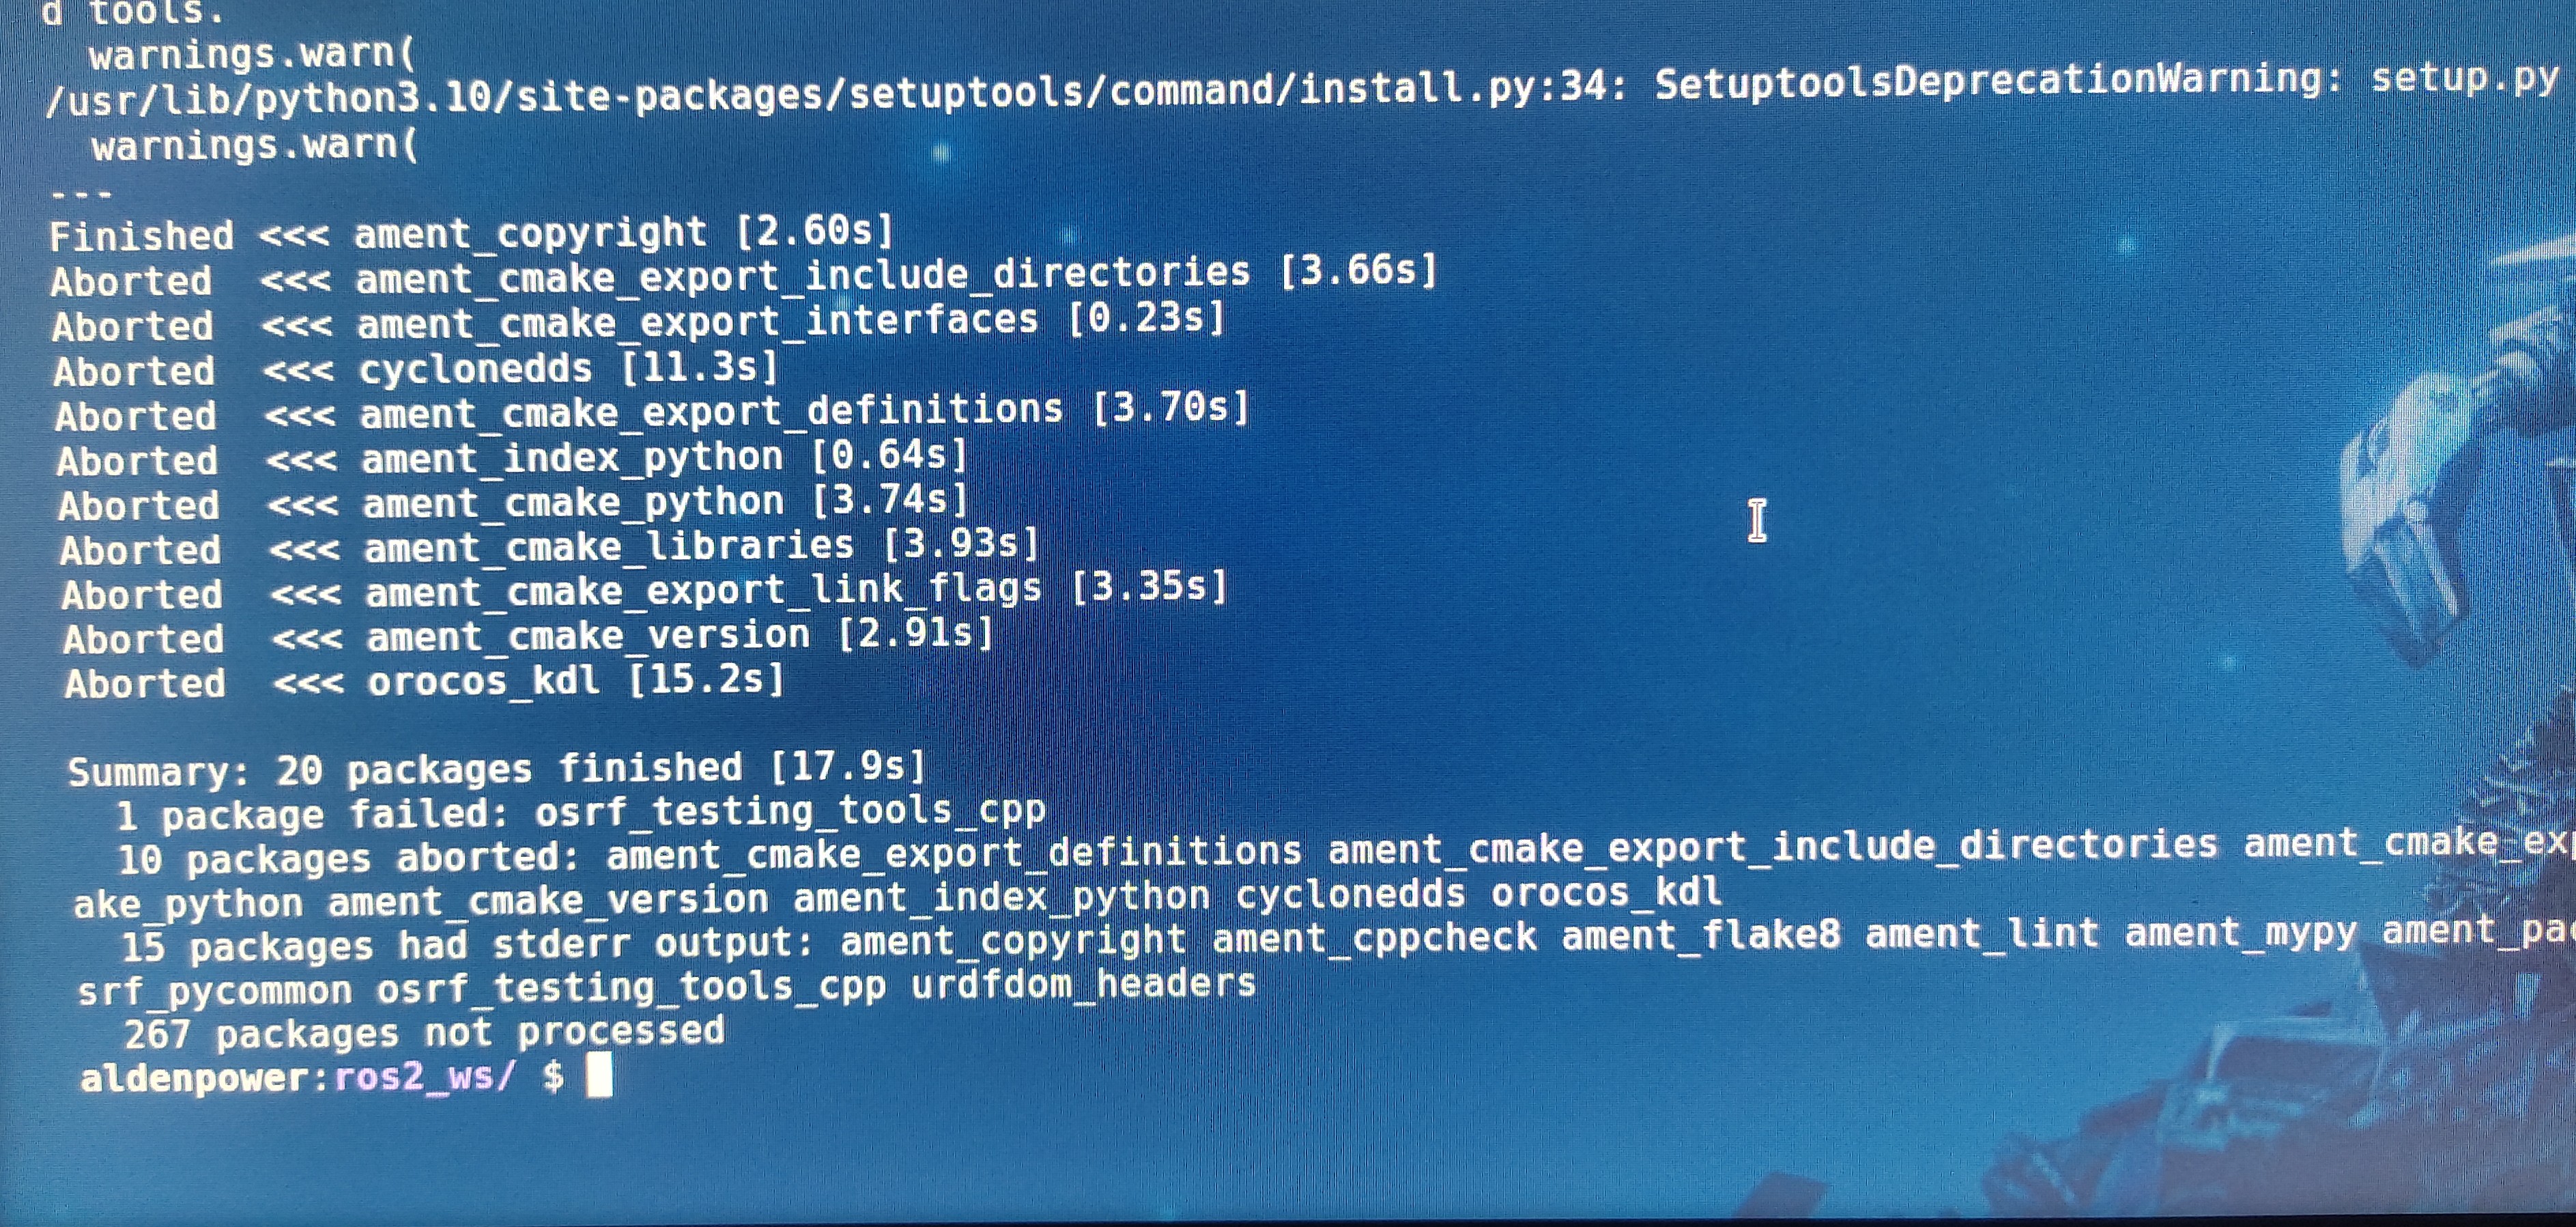 d tools.
warnings.warn(
/usr/lib/python3.10/site-packages/setuptools/command/install.py:34: SetuptoolsDeprecationWarning: setup.py
warnings.warn(
---
Finished <<< ament_copyright [2.60s]
Aborted <<< ament_cmake_export_include_directories [3.66s]
Aborted <<< ament_cmake_export_interfaces [0.23s]
Aborted <<< cyclonedds [11.3s]
Aborted <<< ament_cmake_export_definitions [3.70s]
Aborted <<< ament_index_python [0.64s]
Aborted <<< ament_cmake_python [3.74s]
Aborted <<< ament_cmake_libraries [3.93s]
Aborted <<< ament_cmake_export_link_flags [3.35s]
Aborted <<< ament_cmake_version [2.91s]
Aborted <<< orocos_kdl [15.2s]
Summary: 20 packages finished [17.9s]
1 package failed: osrf_testing_tools_cpp
10 packages aborted: ament_cmake_export_definitions ament_cmake_export_include_directories ament_cmake_exp
ake_python ament_cmake_version ament_index_python cyclonedds orocos_kdl
15 packages had stderr output: ament_copyright ament_cppcheck ament_flake8 ament_lint ament_mypy ament_pac
srf_pycommon osrf_testing_tools_cpp urdfdom_headers
267 packages not processed
aldenpower:ros2_ws/ $